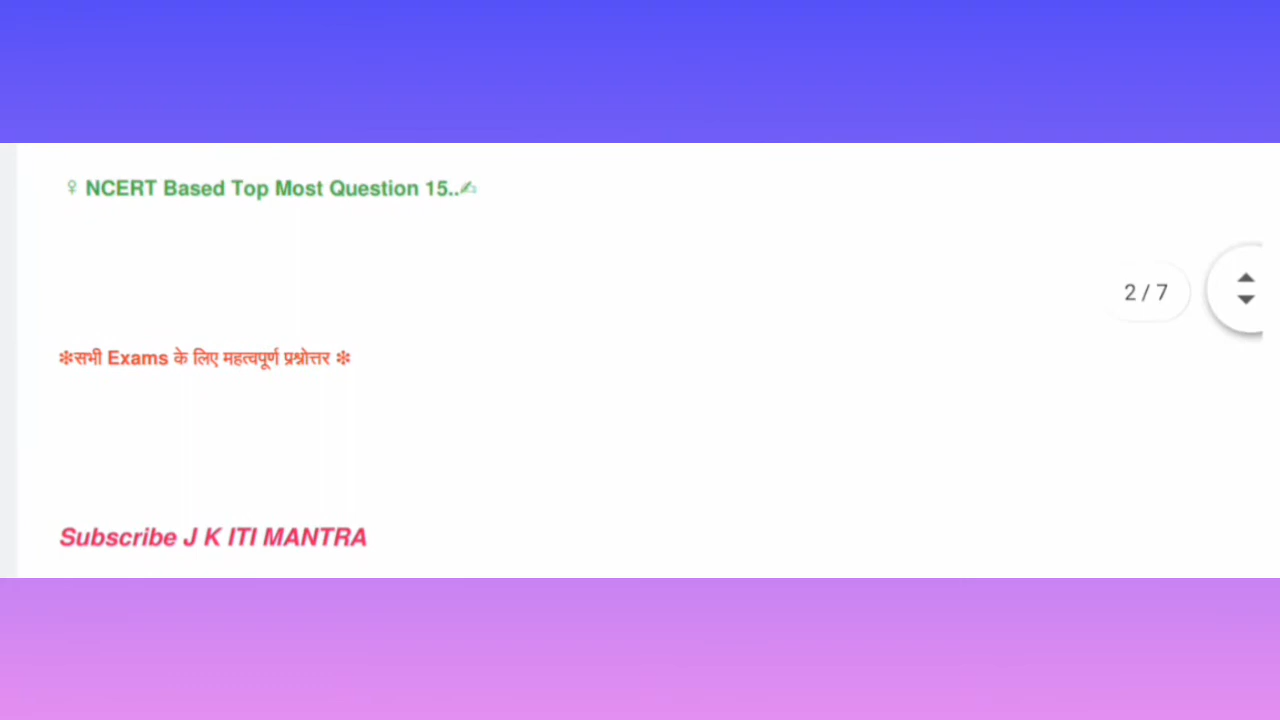 ♀ NCERT Based Top Most Question 15..✍
2 / 7
❇सभी Exams के लिए महत्वपूर्ण प्रश्नोत्तर ❇
Subscribe J K ITI MANTRA